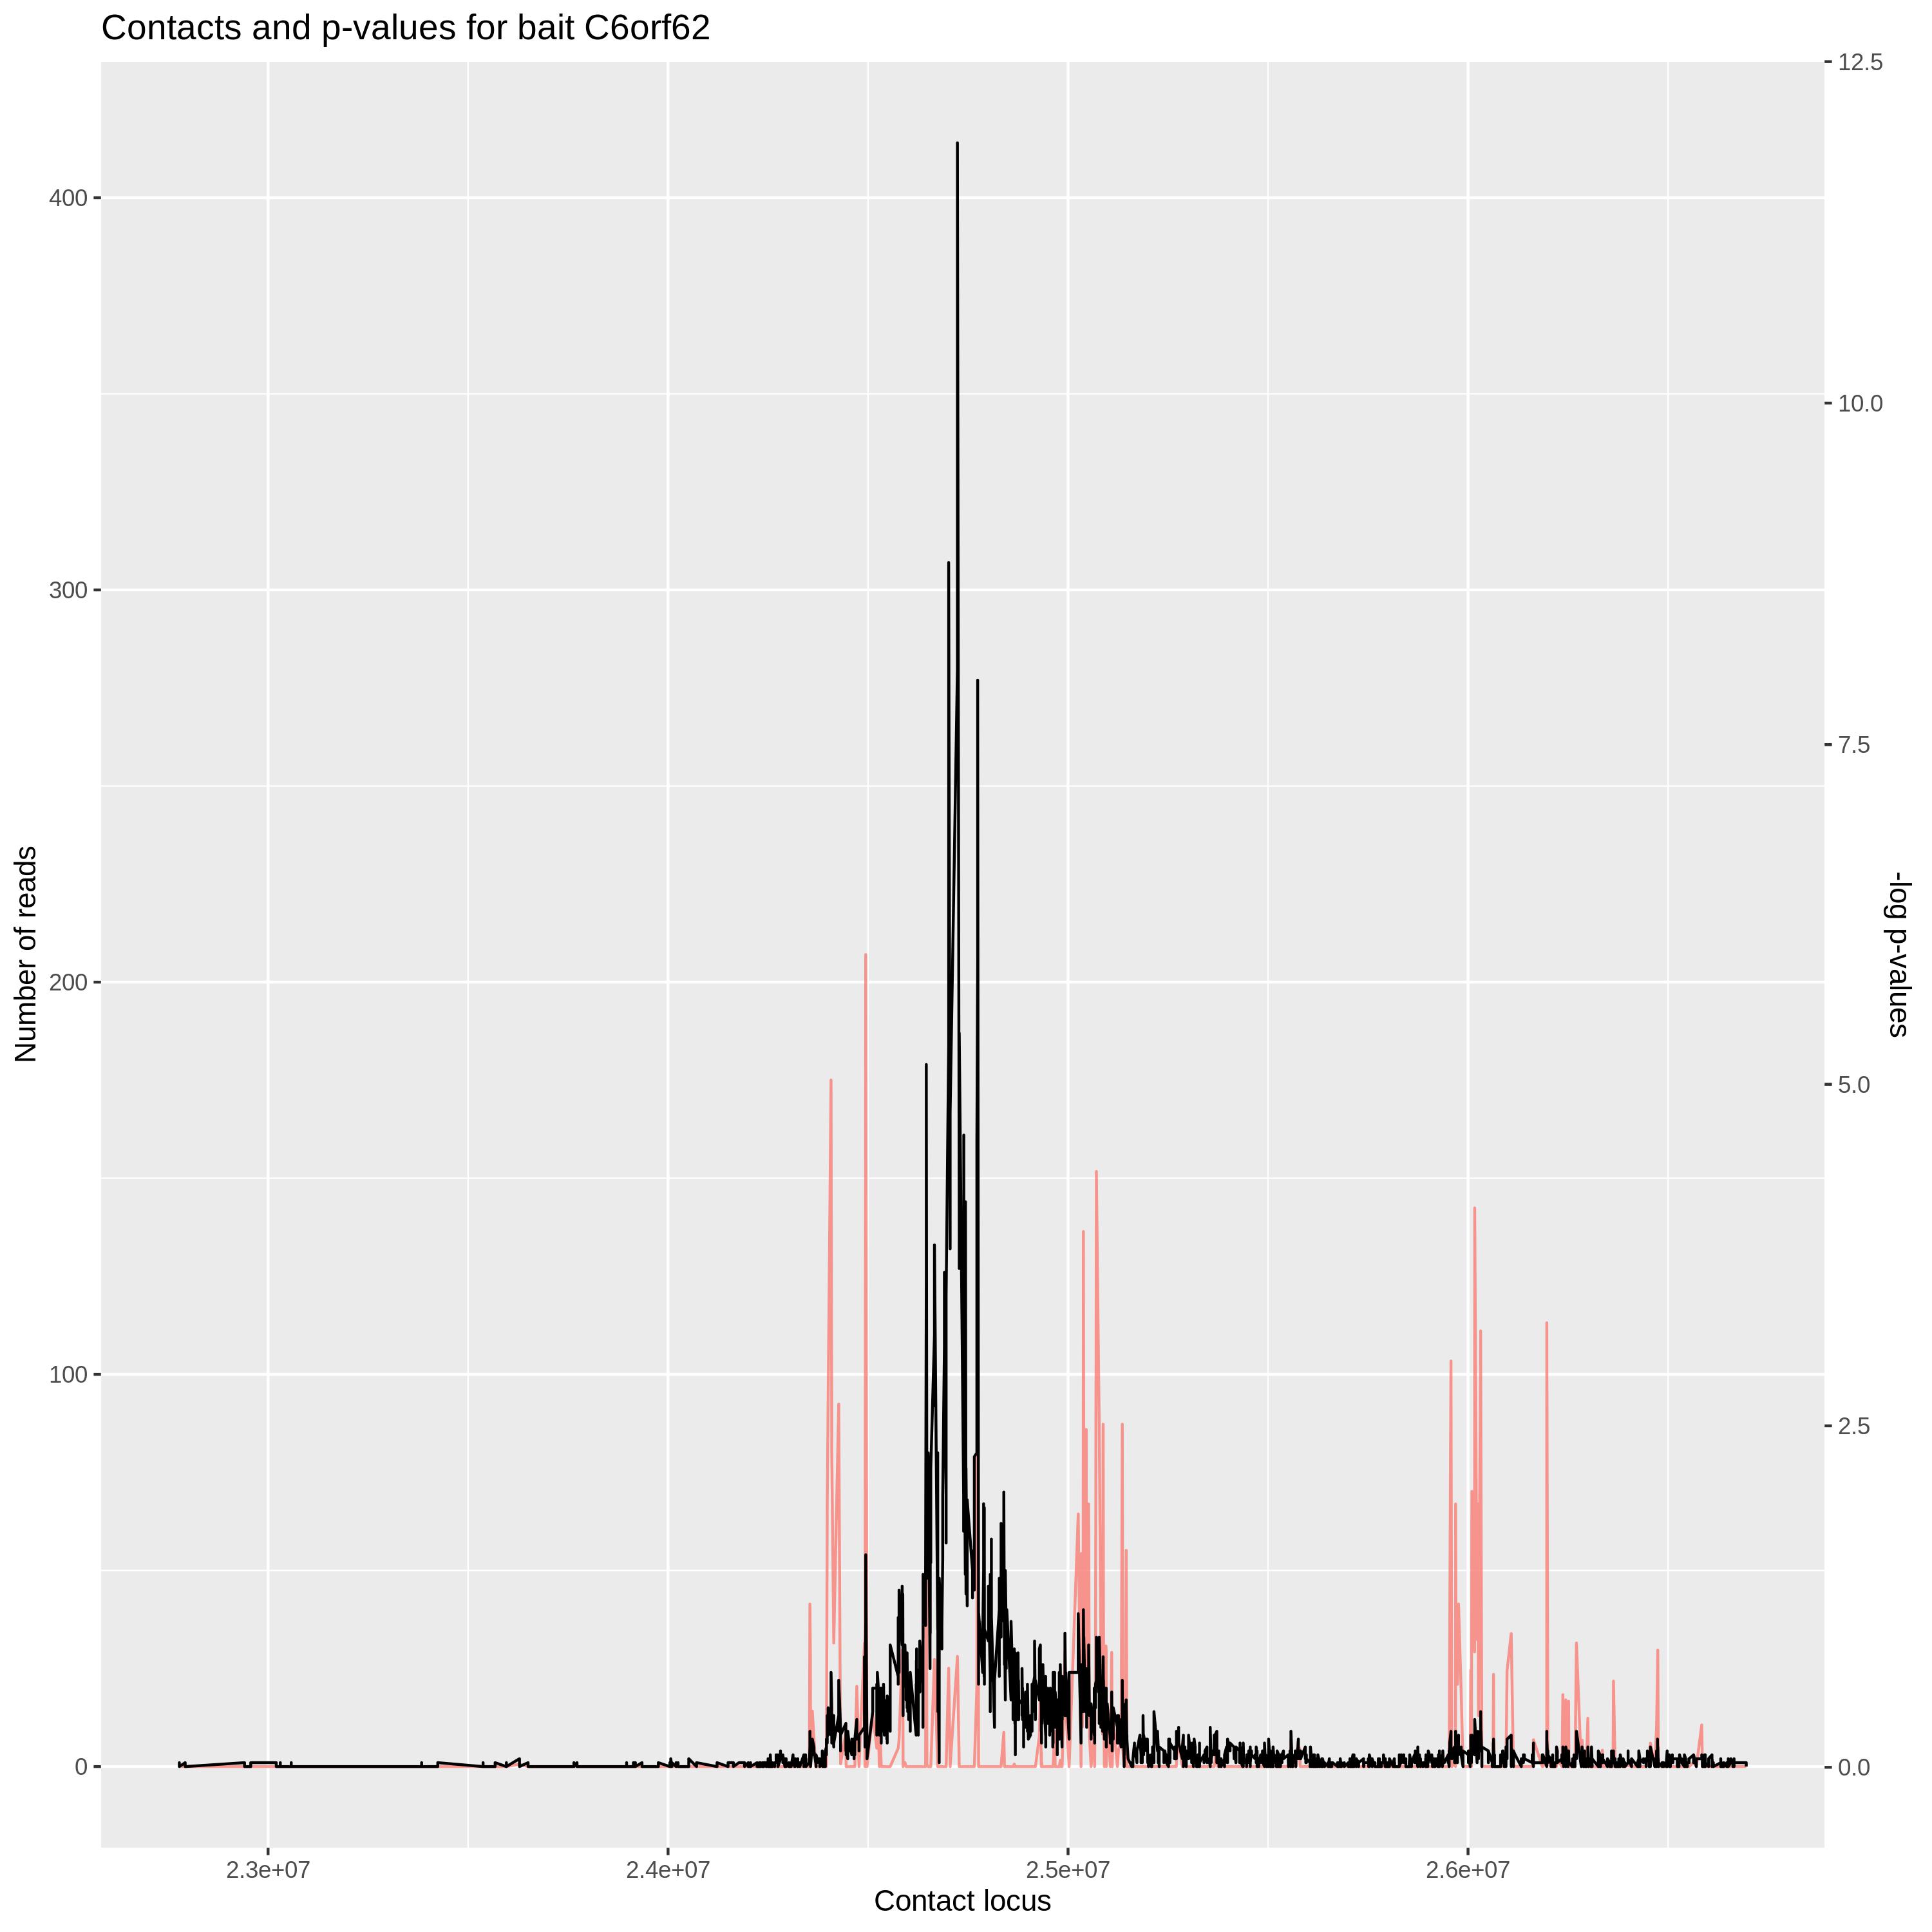 Contacts and p-values for bait C6orf62
Number of reads
400
300
200
100
0
12.5
10.0
7.5
5.0
2.5
0.0
-log p-values
2.3e+07
2.4e+07
2.5e+07
2.6e+07
Contact locus